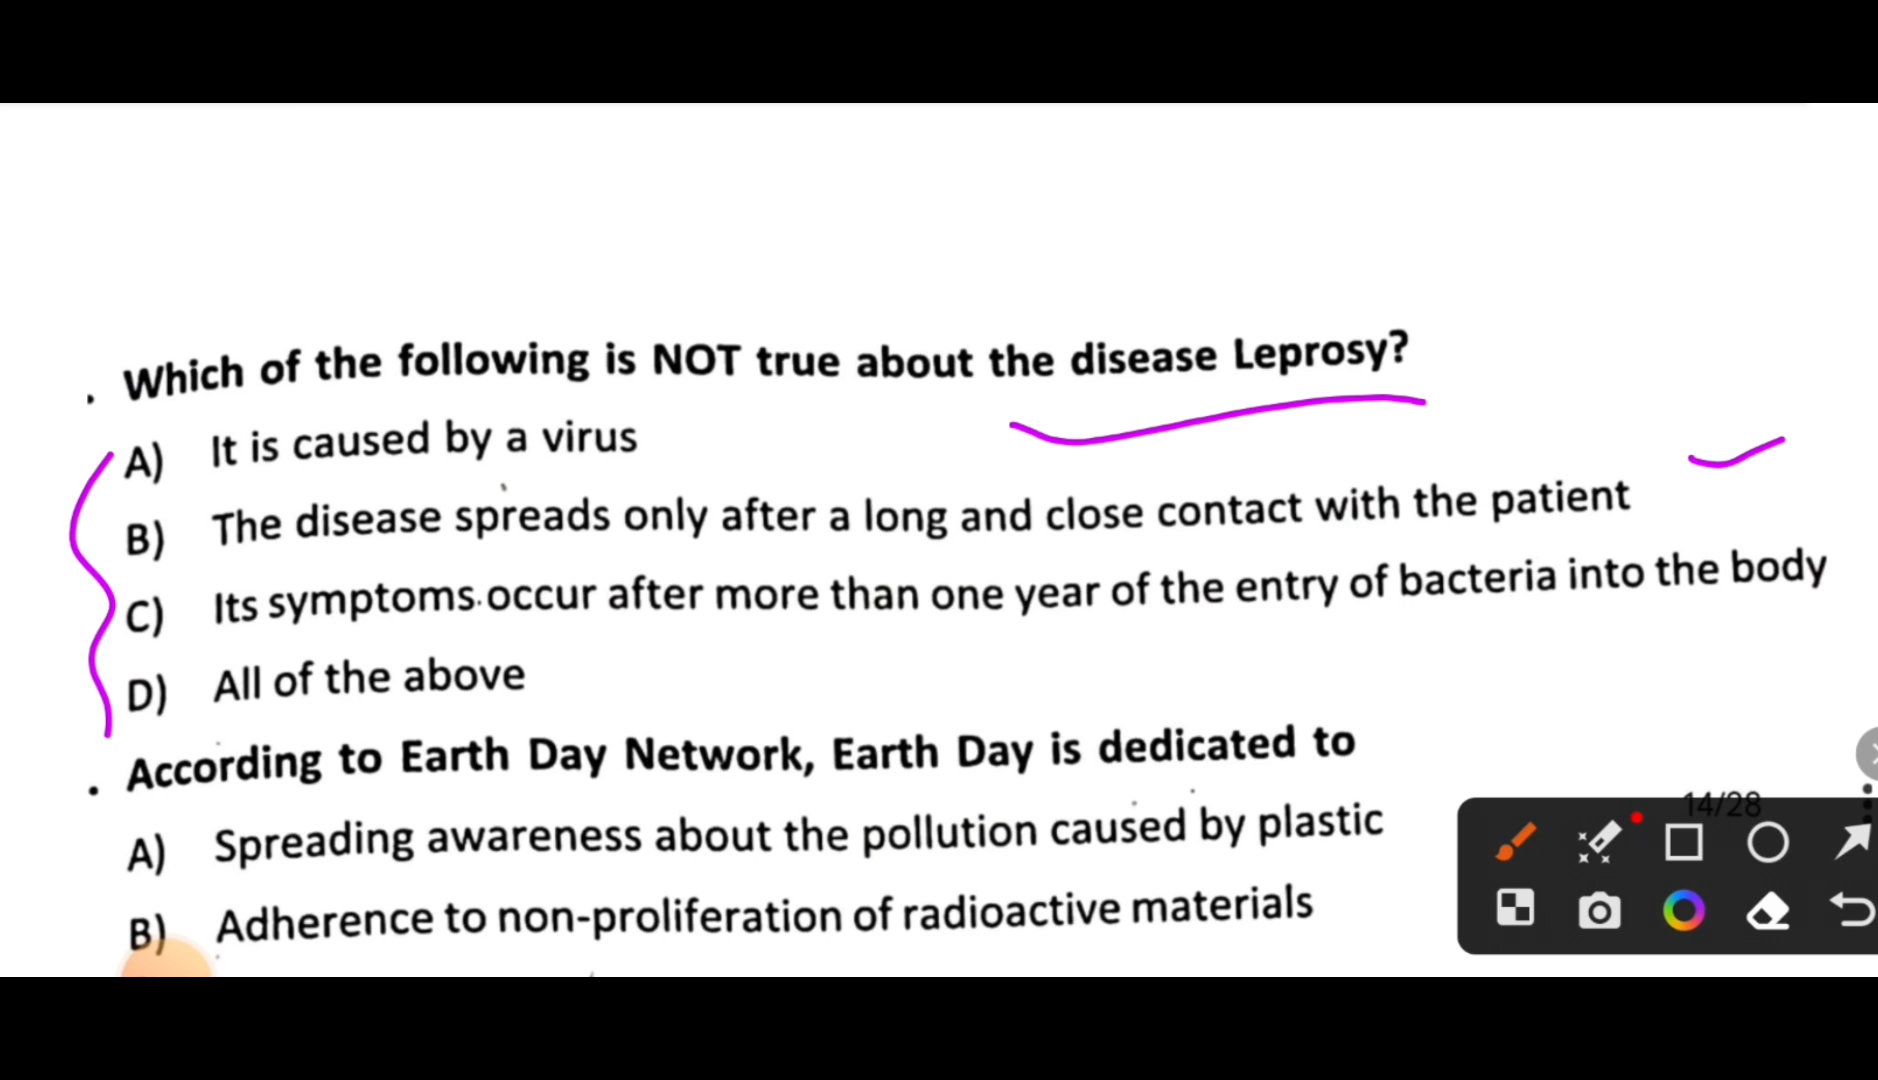 . Which of the following is NOT true about the disease Leprosy?
A) It is caused by a virus
B) The disease spreads only after a long and close contact with the patient
C) Its symptoms occur after more than one year of the entry of bacteria into the body
D) All of the above
. According to Earth Day Network, Earth Day is dedicated to
A) Spreading awareness about the pollution caused by plastic
14/28
B) Adherence to non-proliferation of radioactive materials